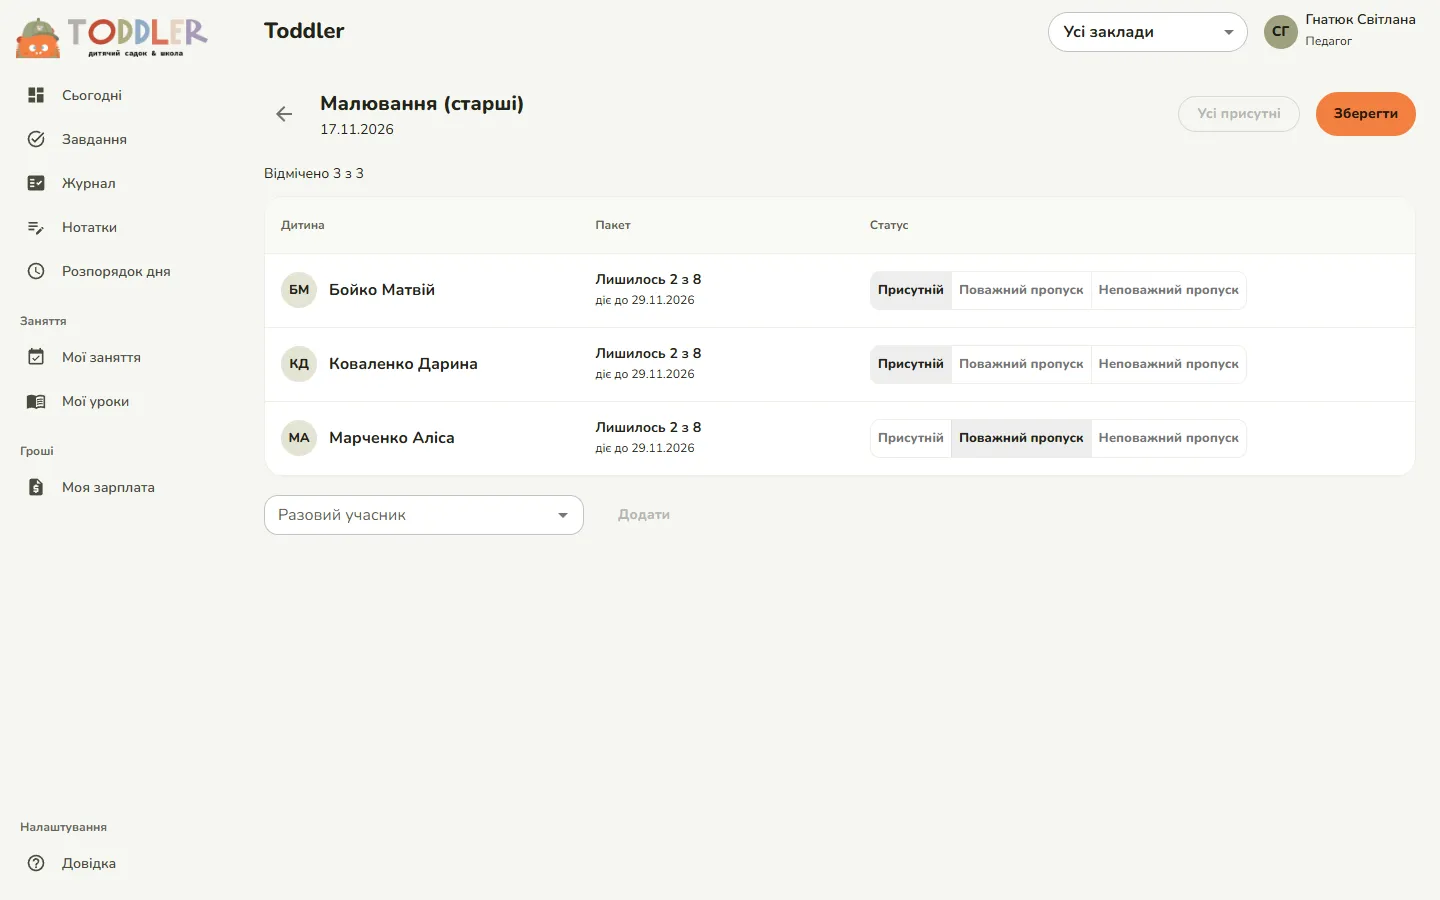 TODDLER
дитячий садок & школа
Toddler
Усі заклади
СГ
Гнатюк Світлана
Педагог
Сьогодні
Завдання
Журнал
Нотатки
Розпорядок дня
Заняття
Мої заняття
Мої уроки
Гроші
Моя зарплата
Налаштування
Довідка
Малювання (старші)
17.11.2026
Усі присутні
Зберегти
Відмічено 3 з 3
Дитина Пакет Статус
БМ Бойко Матвій Лишилось 2 з 8 Присутній Поважний пропуск Неповажний пропуск
діє до 29.11.2026
КД Коваленко Дарина Лишилось 2 з 8 Присутній Поважний пропуск Неповажний пропуск
діє до 29.11.2026
МА Марченко Аліса Лишилось 2 з 8 Присутній Поважний пропуск Неповажний пропуск
діє до 29.11.2026
Разовий учасник Додати